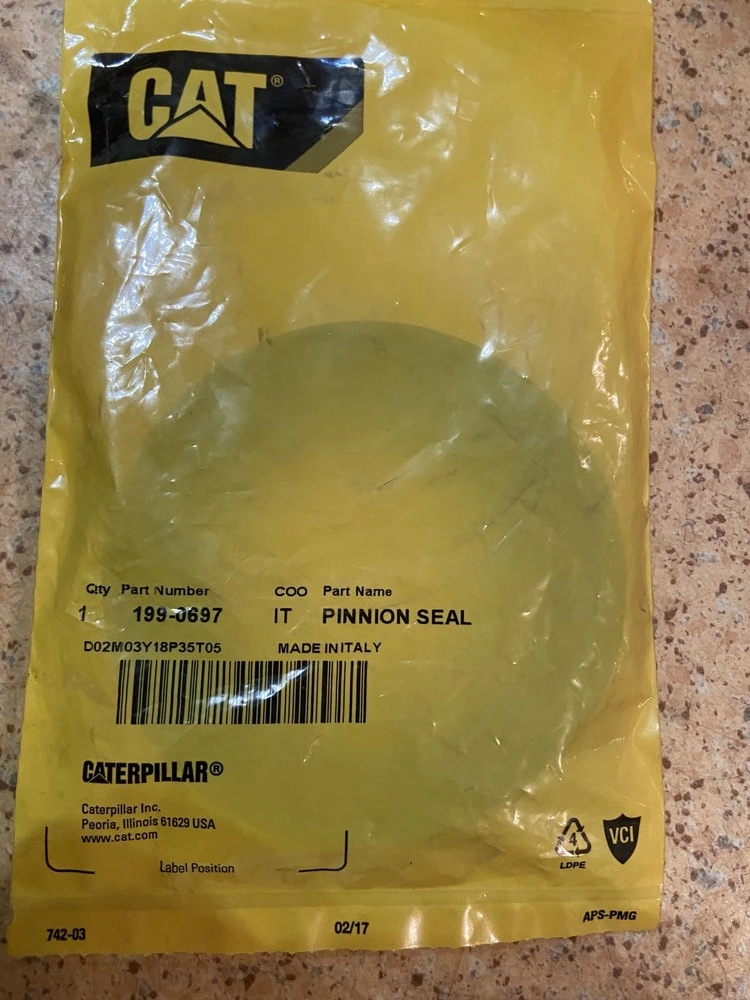 CAT®
Qty Part Number COO Part Name
1 199-0697 IT PINNION SEAL
D02M03Y18P35T05 MADE IN ITALY
CATERPILLAR®
Caterpillar Inc.
Peoria, Illinois 61629 USA
www.cat.com
Label Position
4
LDPE
VCI
742-03 02/17 APS-PMG